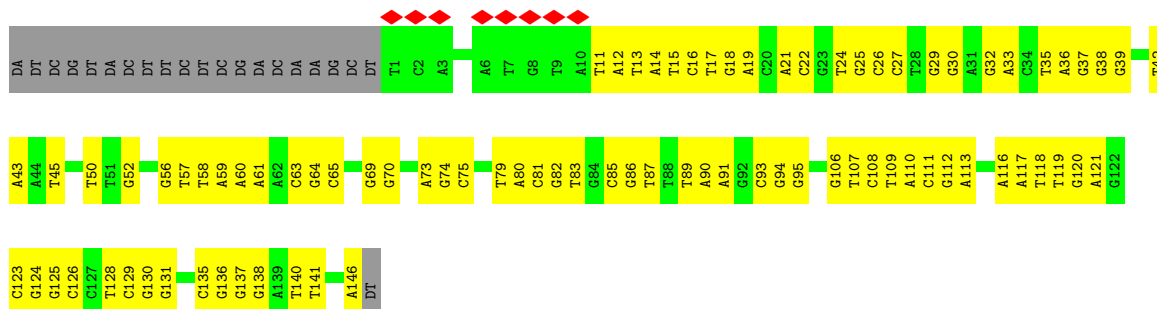 DA DT DC DG DT DA DC DT DT DC DT DC DG DA DC DA DA DG DC DT T1 C2 A3 A6 T7 G8 T9 A10 T11 A12 T13 A14 T15 C16 T17 G18 A19 C20 A21 C22 G23 T24 G25 C26 C27 T28 G29 G30 A31 G32 A33 C34 T35 A36 G37 G38 G39 T42
A43 A44 T45 T50 T51 G52 G56 T57 T58 A59 A60 A61 A62 C63 G64 C65 G69 G70 A73 G74 C75 T79 A80 C81 G82 T83 G84 C85 G86 T87 T88 T89 A90 A91 G92 C93 G94 G95 G106 T107 C108 T109 A110 C111 G112 A113 A116 A117 T118 T119 G120 A121 G122
C123 G124 G125 C126 C127 T128 C129 G130 G131 C135 G136 G137 G138 A139 T140 T141 A146 DT